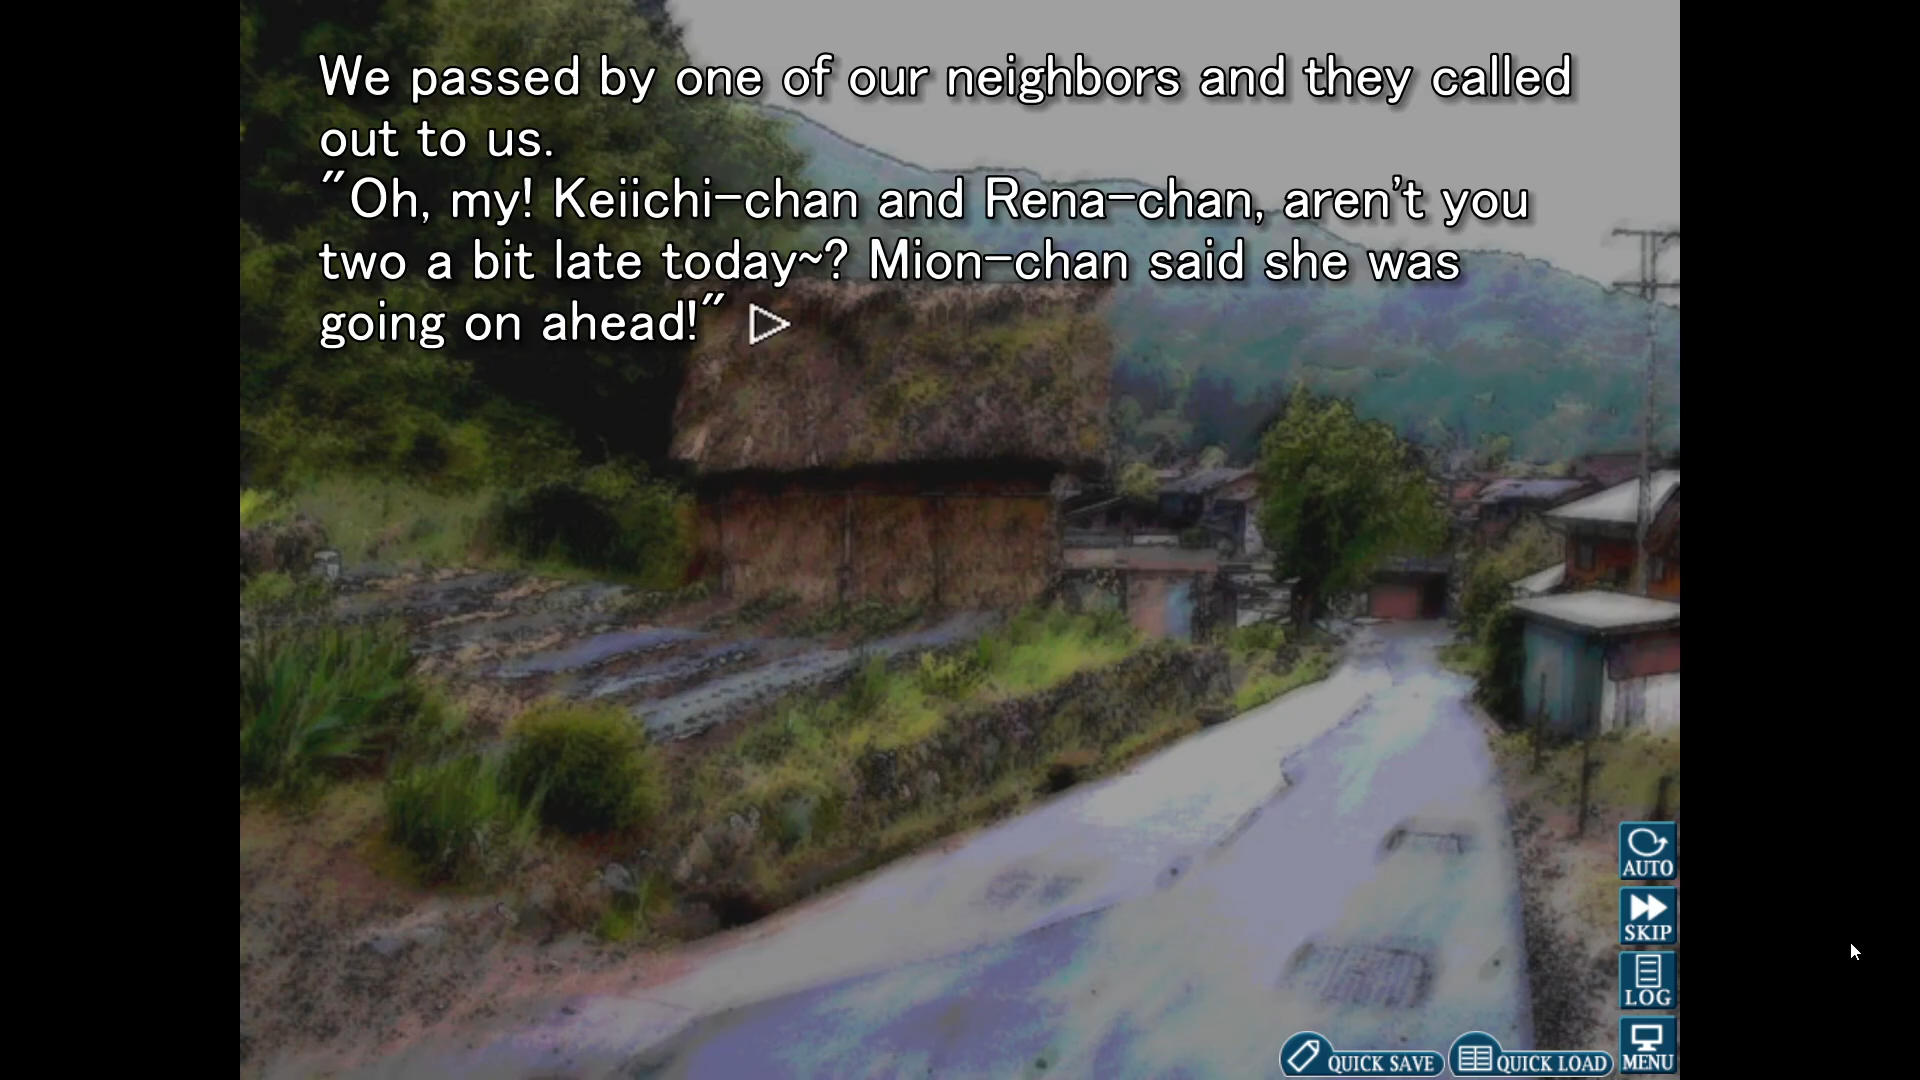 We passed by one of our neighbors and they called
out to us.
"Oh, my! Keiichi-chan and Rena-chan, aren't you
two a bit late today~? Mion-chan said she was
going on ahead!"
AUTO
SKIP
LOG
MENU
QUICK SAVE
QUICK LOAD